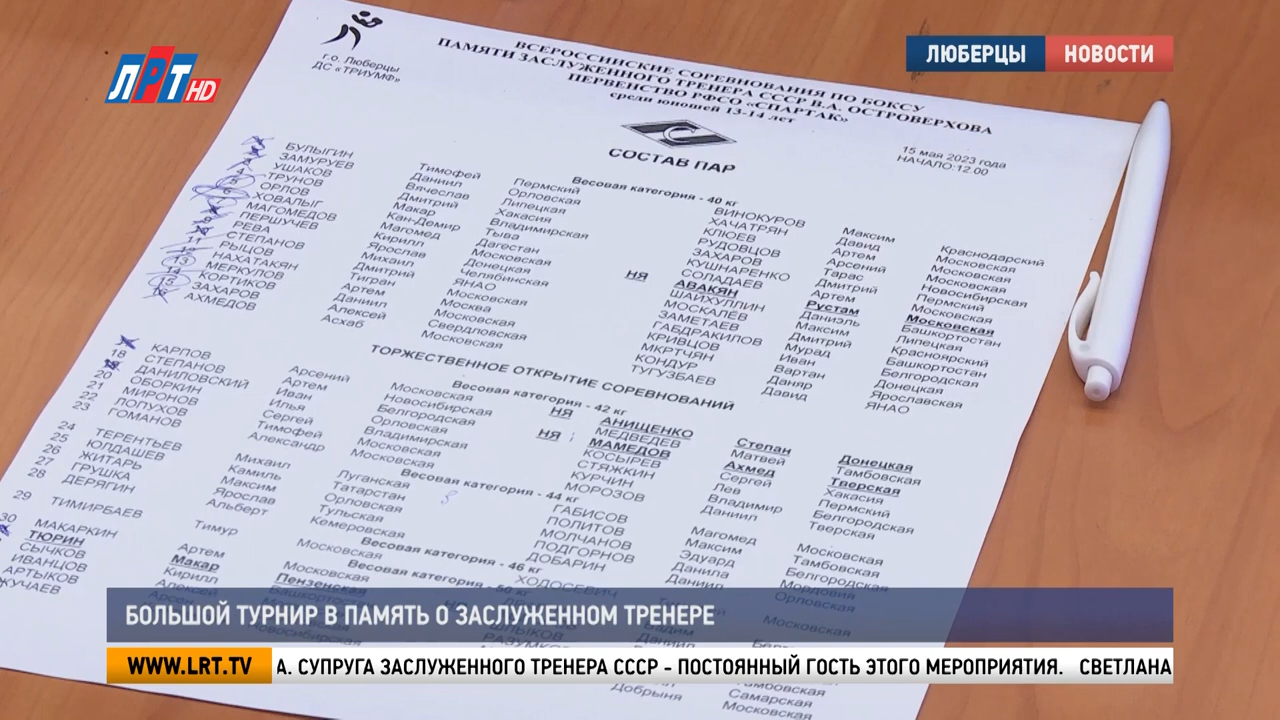 ЛРТ HD
ЛЮБЕРЦЫ НОВОСТИ
г.о. Люберцы
ДС «ТРИУМФ»
ВСЕРОССИЙСКИЕ СОРЕВНОВАНИЯ ПО БОКСУ
ПАМЯТИ ЗАСЛУЖЕННОГО ТРЕНЕРА СССР В.А. ОСТРОВЕРХОВА
ПЕРВЕНСТВО РФСО «СПАРТАК»
среди юношей 13-14 лет
СОСТАВ ПАР
15 мая 2023 года
НАЧАЛО:12.00
Весовая категория - 40 кг
БУЛЫГИН Тимофей Пермский ВИНОКУРОВ Максим Краснодарский
ЗАМУРУЕВ Даниил Орловская ХАЧАТРЯН Давид Московская
УШАКОВ Вячеслав Липецкая КЛЮЕВ Артем Московская
ТРУНОВ Дмитрий Хакасия РУДОВЦОВ Арсений Московская
ОРЛОВ Макар Владимирская ЗАХАРОВ Тарас Новосибирская
ХОВАЛЫГ Кан-Демир Тыва КУШНАРЕНКО Дмитрий Пермский
МАГОМЕДОВ Магомед Дагестан СОЛАДАЕВ Артем Московская
ПЕРШУЧЕВ Кирилл Московская НЯ АВАКЯН Рустам Московская
РЕВА Ярослав Донецкая ШАЙХУЛЛИН Даниэль Башкортостан
СТЕПАНОВ Михаил Челябинская МОСКАЛЁВ Максим Липецкая
11 РЫЦОВ Дмитрий ЯНАО ЗАМЕТАЕВ Дмитрий Красноярский
НАХАТАКЯН Тигран Московская ГАБДРАКИЛОВ Мурад Башкортостан
13 МЕРКУЛОВ Артем Москва КРИВЦОВ Иван Белгородская
КОРТИКОВ Даниил Московская МКРТЧЯН Вартан Донецкая
15 ЗАХАРОВ Алексей Свердловская КОНДУР Данияр Ярославская
АХМЕДОВ Асхаб Московская ТУГУЗБАЕВ Давид ЯНАО
ТОРЖЕСТВЕННОЕ ОТКРЫТИЕ СОРЕВНОВАНИЙ
Весовая категория - 42 кг
КАРПОВ Арсений Московская НЯ АНИЩЕНКО Степан Донецкая
18 СТЕПАНОВ Артем Новосибирская МЕДВЕДЕВ Матвей Тамбовская
ДАНИЛОВСКИЙ Иван Белгородская НЯ МАМЕДОВ Ахмед Тверская
20 ОБОРКИН Илья Орловская КОСЫРЕВ Сергей Хакасия
21 МИРОНОВ Сергей Владимирская СТЯЖКИН Лев Пермский
22 ЛОПУХОВ Тимофей Московская КУРЧИН Владимир Белгородская
23 ГОМАНОВ Александр Московская МОРОЗОВ Даниил Тверская
Весовая категория - 44 кг
24 ТЕРЕНТЬЕВ Михаил Луганская ГАБИСОВ Магомед Московская
25 ЮЛДАШЕВ Камиль Татарстан ПОЛИТОВ Максим Тамбовская
26 ЖИТАРЬ Максим Орловская МОЛЧАНОВ Эдуард Белгородская
27 ГРУШКА Ярослав Тульская ПОДГОРНОВ Данила Мордовия
28 ДЕРЯГИН Альберт Кемеровская ДОБАРИН Даниил Орловская
Весовая категория - 46 кг
29 ТИМИРБАЕВ Тимур Московская ХОДОСЕВИЧ Московская
Весовая категория - 50 кг
30 МАКАРКИН Артем Московская
ТЮРИН Макар Пензенская
СЫЧКОВ Кирилл
ИВАНЦОВ
АРТЫКОВ
ЖУЧАЕВ
Тамбовская
Самарская
Добрыня Московская
БОЛЬШОЙ ТУРНИР В ПАМЯТЬ О ЗАСЛУЖЕННОМ ТРЕНЕРЕ
WWW.LRT.TV А. СУПРУГА ЗАСЛУЖЕННОГО ТРЕНЕРА СССР - ПОСТОЯННЫЙ ГОСТЬ ЭТОГО МЕРОПРИЯТИЯ. СВЕТЛАНА